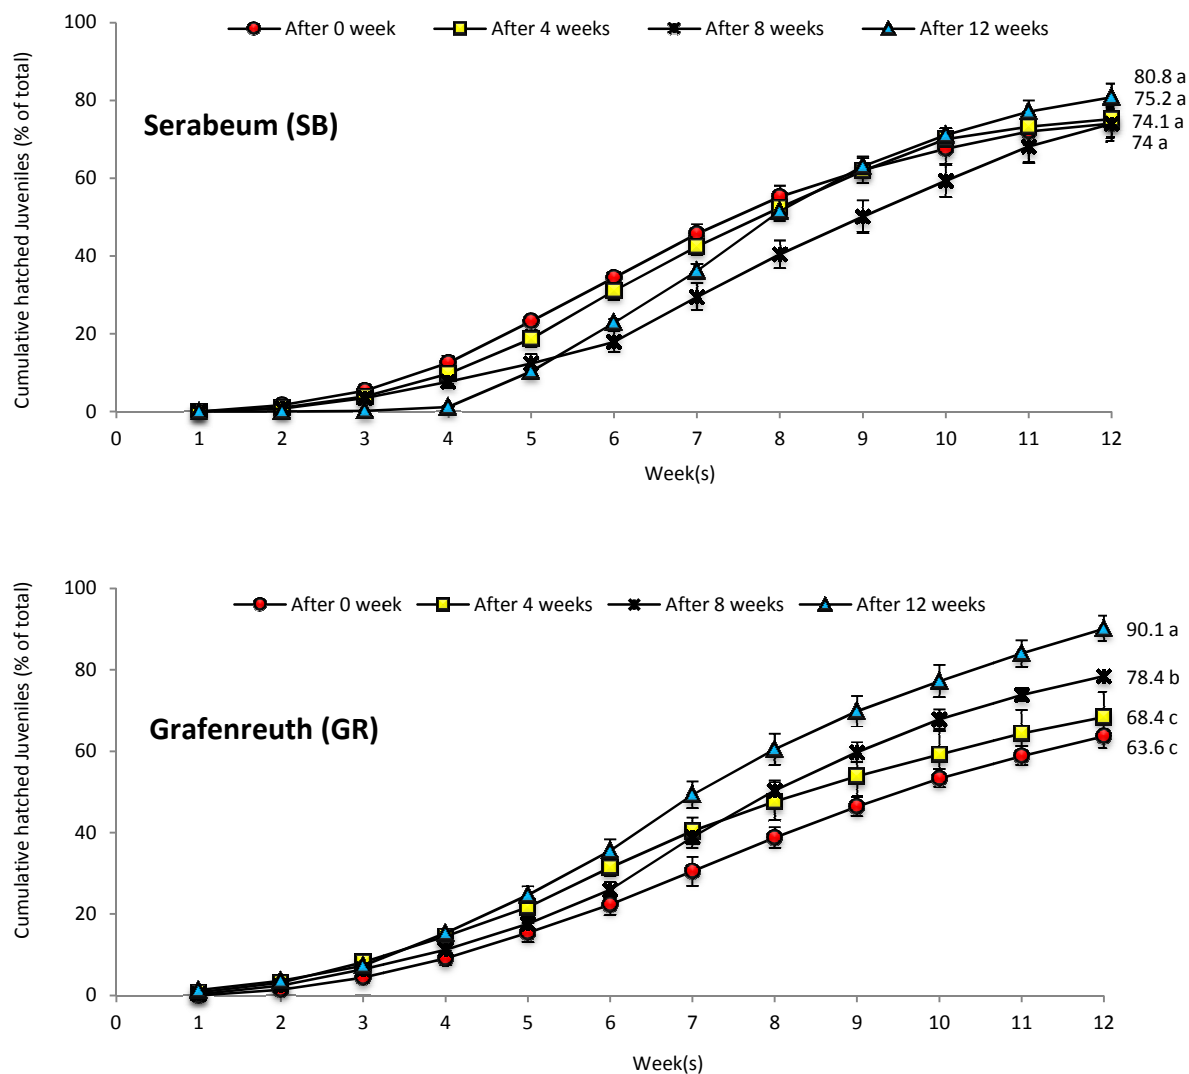 After 0 week After 4 weeks After 8 weeks After 12 weeks
Serabeum (SB)
Cumulative hatched Juveniles (% of total)
100
80
60
40
20
0
80.8 a
75.2 a
74.1 a
74 a
0 1 2 3 4 5 6 7 8 9 10 11 12
Week(s)
After 0 week After 4 weeks After 8 weeks After 12 weeks
Grafenreuth (GR)
Cumulative hatched Juveniles (% of total)
100
80
60
40
20
0
90.1 a
78.4 b
68.4 c
63.6 c
0 1 2 3 4 5 6 7 8 9 10 11 12
Week(s)